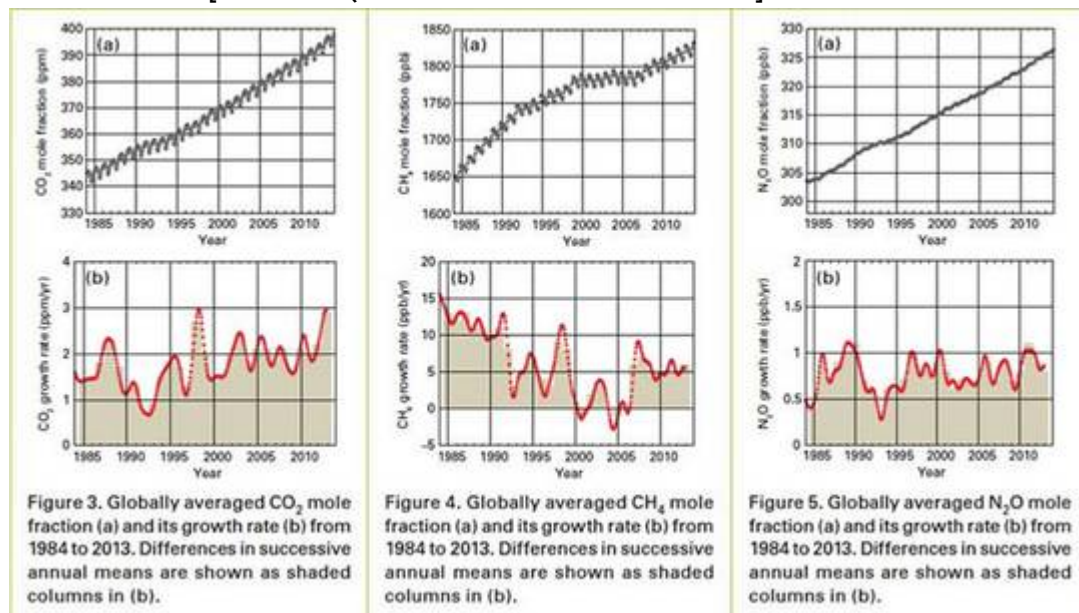 400
390
380
370
360
350
340
330
(a)
CO2 mole fraction (ppm)
1985 1990 1995 2000 2005 2010
Year
4
3
2
1
0
(b)
CO2 growth rate (ppm/yr)
1985 1990 1995 2000 2005 2010
Year
Figure 3. Globally averaged CO2 mole
fraction (a) and its growth rate (b) from
1984 to 2013. Differences in successive
annual means are shown as shaded
columns in (b).
1850
1800
1750
1700
1650
1600
(a)
CH4 mole fraction (ppb)
1985 1990 1995 2000 2005 2010
Year
20
15
10
5
0
-5
(b)
CH4 growth rate (ppb/yr)
1985 1990 1995 2000 2005 2010
Year
Figure 4. Globally averaged CH4 mole
fraction (a) and its growth rate (b) from
1984 to 2013. Differences in successive
annual means are shown as shaded
columns in (b).
330
325
320
315
310
305
300
(a)
N2O mole fraction (ppb)
1985 1990 1995 2000 2005 2010
Year
2
1.5
1
0.5
0
(b)
N2O growth rate (ppb/yr)
1985 1990 1995 2000 2005 2010
Year
Figure 5. Globally averaged N2O mole
fraction (a) and its growth rate (b) from
1984 to 2013. Differences in successive
annual means are shown as shaded
columns in (b).